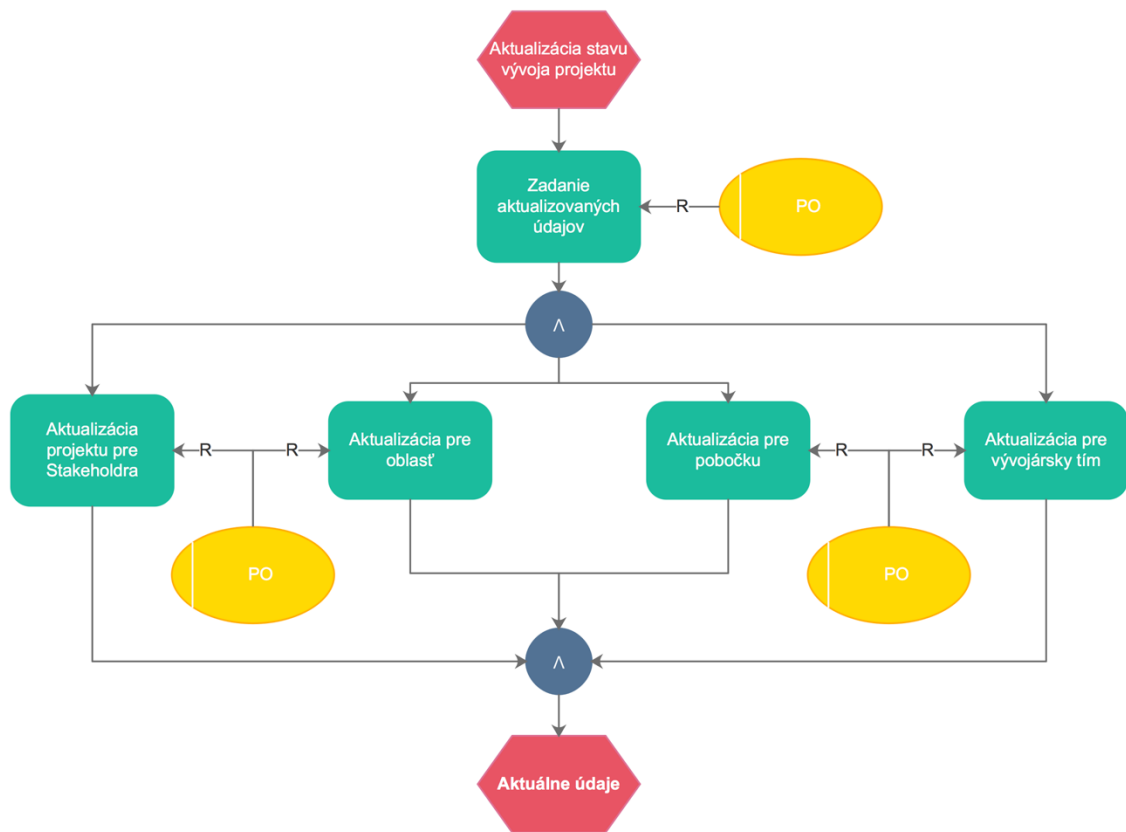 Aktualizácia stavu
vývoja projektu
Zadanie
aktualizovaných
údajov
R
PO
Λ
Aktualizácia
projektu pre
Stakeholdra
R
R
Aktualizácia pre
oblasť
Aktualizácia pre
pobočku
R
R
Aktualizácia pre
vývojársky tím
PO
PO
Λ
Aktuálne údaje